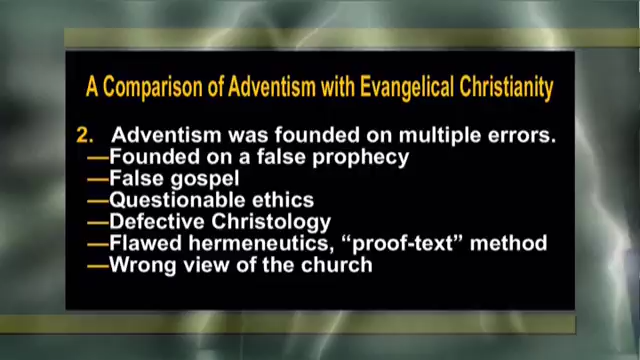 A Comparison of Adventism with Evangelical Christianity
2. Adventism was founded on multiple errors.
—Founded on a false prophecy
—False gospel
—Questionable ethics
—Defective Christology
—Flawed hermeneutics, “proof-text” method
—Wrong view of the church